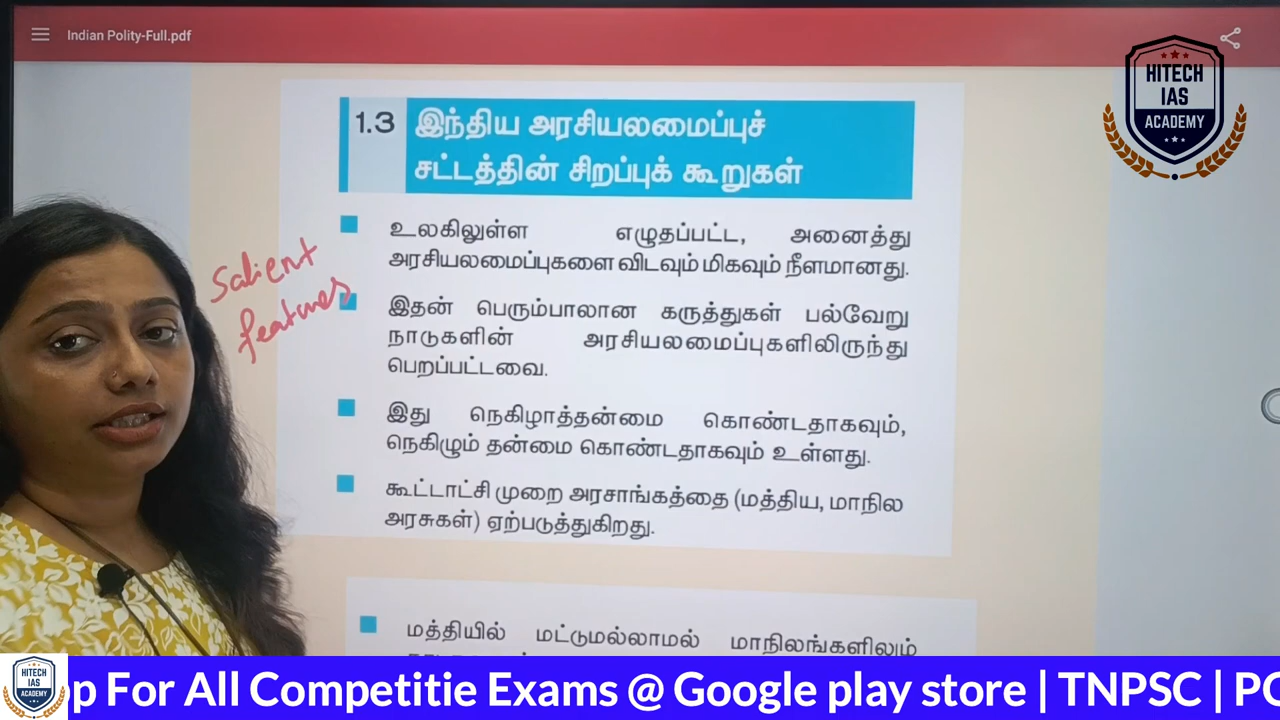 Indian Polity-Full.pdf
HITECH
IAS
ACADEMY
1.3 இந்திய அரசியலமைப்புச்
சட்டத்தின் சிறப்புக் கூறுகள்
Salient
features
உலகிலுள்ள எழுதப்பட்ட, அனைத்து
அரசியலமைப்புகளை விடவும் மிகவும் நீளமானது.
இதன் பெரும்பாலான கருத்துகள் பல்வேறு
நாடுகளின் அரசியலமைப்புகளிலிருந்து
பெறப்பட்டவை.
இது நெகிழாத்தன்மை கொண்டதாகவும்,
நெகிழும் தன்மை கொண்டதாகவும் உள்ளது.
கூட்டாட்சி முறை அரசாங்கத்தை (மத்திய, மாநில
அரசுகள்) ஏற்படுத்துகிறது.
மத்தியில் மட்டுமல்லாமல் மாநிலங்களிலும்
HITECH
IAS
ACADEMY
p For All Competitie Exams @ Google play store | TNPSC | PC